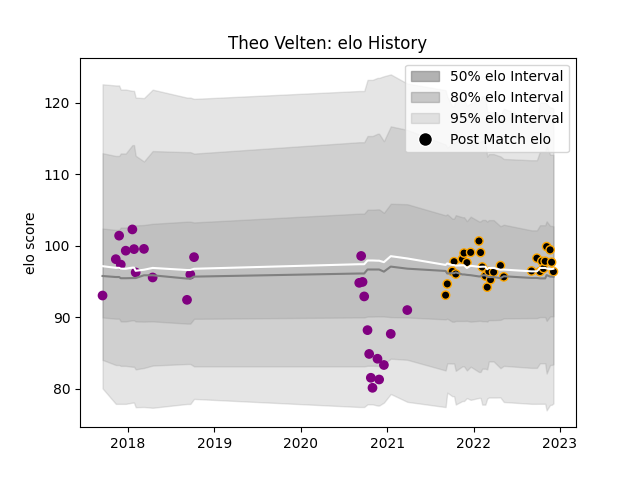 Theo Velten: elo History
50% elo Interval
80% elo Interval
95% elo Interval
Post Match elo
elo score
120
110
100
90
80
2018
2019
2020
2021
2022
2023